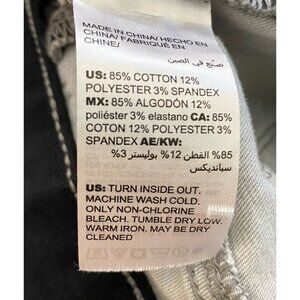 MADE IN CHINA/ HECHO EN
CHINA/ FABRIQUÉ EN
CHINE/
صنع في الصين
US: 85% COTTON 12%
POLYESTER 3% SPANDEX
MX: 85% ALGODÓN 12%
poliéster 3% elastano CA: 85%
COTON 12% POLYESTER 3%
SPANDEX AE/KW:
85% القطن 12% بوليستر 3%
سبانديكس
US: TURN INSIDE OUT.
MACHINE WASH COLD.
ONLY NON-CHLORINE
BLEACH. TUMBLE DRY LOW.
WARM IRON. MAY BE DRY
CLEANED